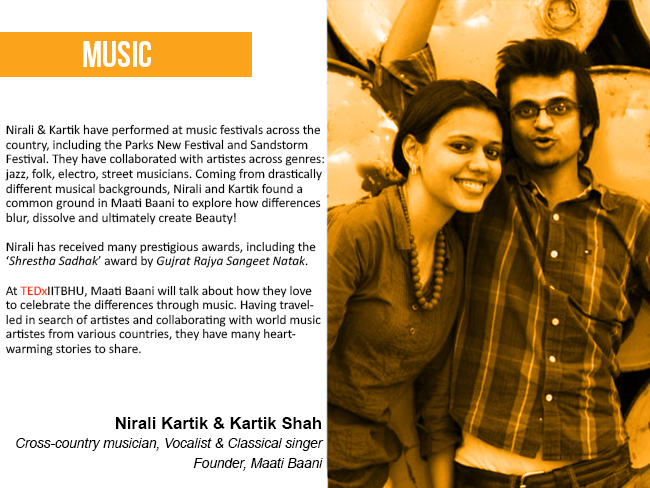 MUSIC
Nirali & Kartik have performed at music festivals across the
country, including the Parks New Festival and Sandstorm
Festival. They have collaborated with artistes across genres:
jazz, folk, electro, street musicians. Coming from drastically
different musical backgrounds, Nirali and Kartik found a
common ground in Maati Baani to explore how differences
blur, dissolve and ultimately create Beauty!
Nirali has received many prestigious awards, including the
‘Shrestha Sadhak’ award by Gujrat Rajya Sangeet Natak.
At TEDxIITBHU, Maati Baani will talk about how they love
to celebrate the differences through music. Having travel-
led in search of artistes and collaborating with world music
artistes from various countries, they have many heart-
warming stories to share.
Nirali Kartik & Kartik Shah
Cross-country musician, Vocalist & Classical singer
Founder, Maati Baani